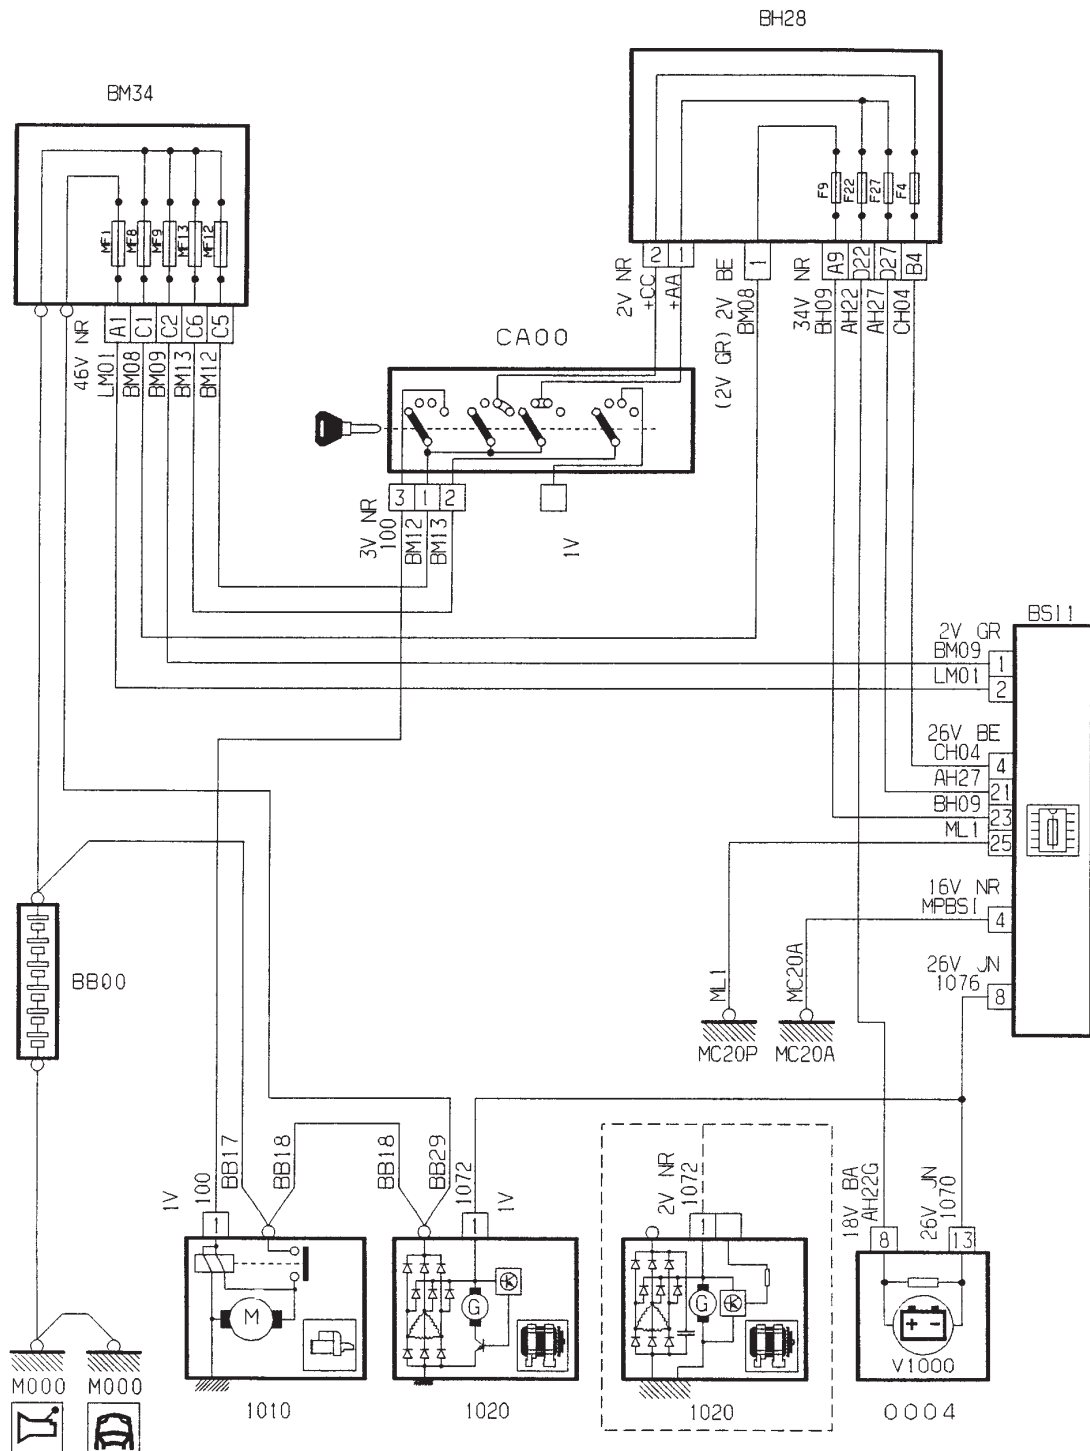 BH28
BM34
F9
F22
F27
F4
MF1
MF8
MF9
MF13
MF12
2 1
1
A9 D22 D27 B4
2V NR
+CC
+AA
(2V GR) 2V BE
BM08
34V NR
BH09
AH22
AH27
CH04
A1 C1 C2 C6 C5
46V NR
LM01
BM08
BM09
BM13
BM12
CA00
3 1 2
3V NR
100
BM12
BM13
1V
BSI1
2V GR
BM09 1
LM01 2
26V BE
CH04 4
AH27 21
BH09 23
ML1 25
16V NR
MPBSI 4
26V JN
1076 8
BB00
ML1
MC20A
MC20P MC20A
1V
100
BB17
BB18
BB18
BB29
1072
1V
2V NR
1072
18V BA
AH22G
26V JN
1070
1
1
1
8
13
M
G
G
+ -
V1000
M000 M000
1010
1020
1020
0004